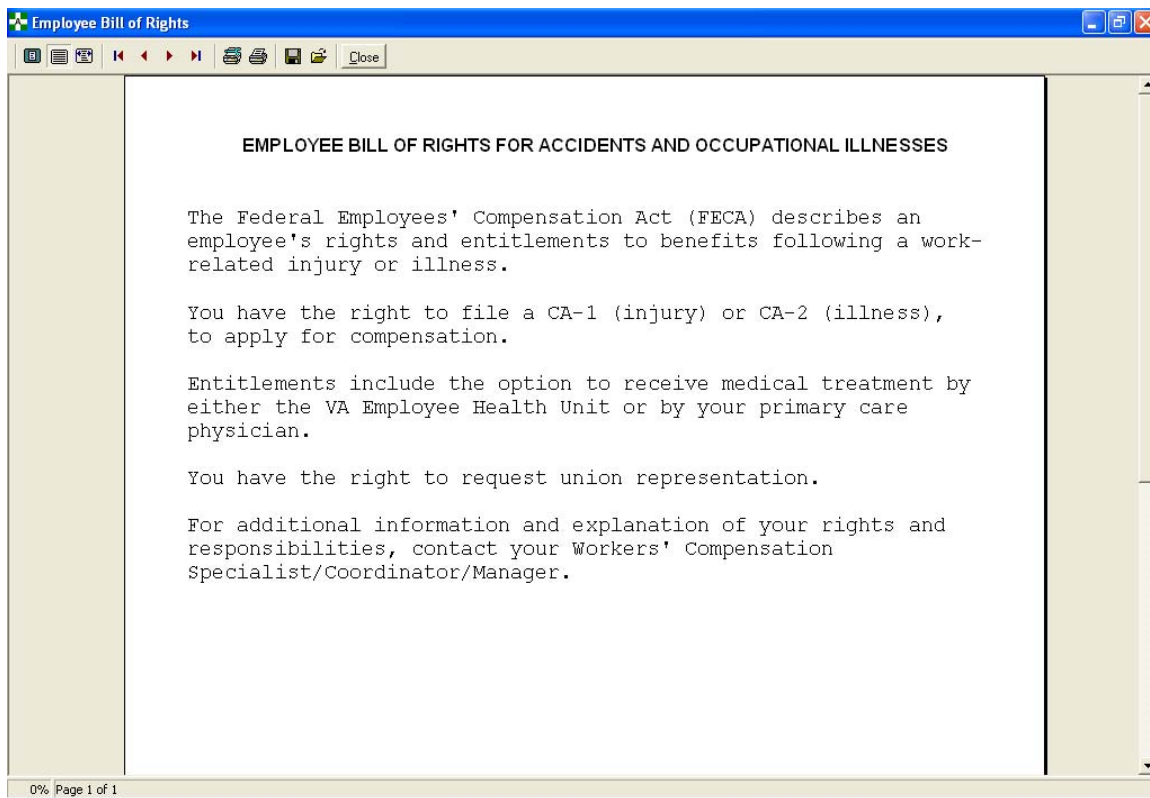 Employee Bill of Rights
Close
EMPLOYEE BILL OF RIGHTS FOR ACCIDENTS AND OCCUPATIONAL ILLNESSES
The Federal Employees' Compensation Act (FECA) describes an
employee's rights and entitlements to benefits following a work-
related injury or illness.
You have the right to file a CA-1 (injury) or CA-2 (illness),
to apply for compensation.
Entitlements include the option to receive medical treatment by
either the VA Employee Health Unit or by your primary care
physician.
You have the right to request union representation.
For additional information and explanation of your rights and
responsibilities, contact your Workers' Compensation
Specialist/Coordinator/Manager.
0% Page 1 of 1